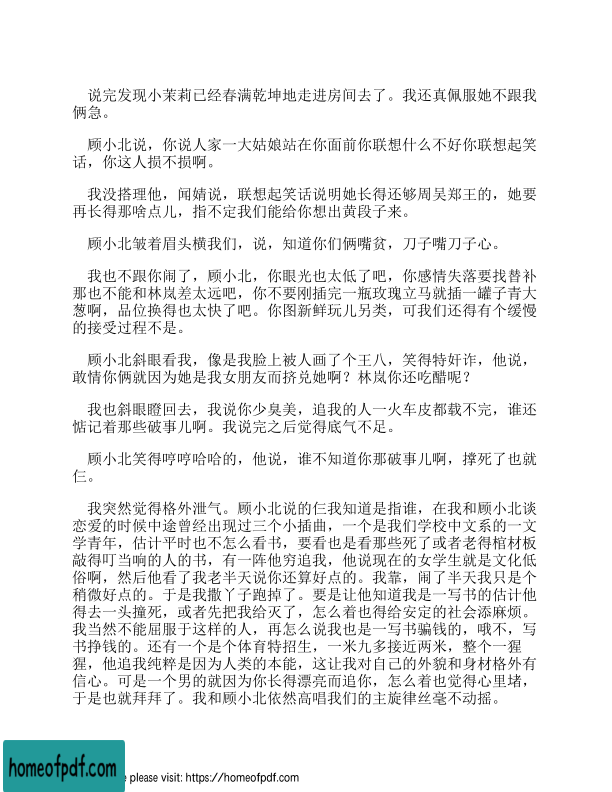 说完发现小茉莉已经春满乾坤地走进房间去了。我还真佩服她不跟我
俩急。
顾小北说，你说人家一大姑娘站在你面前你联想什么不好你联想起笑
话，你这人损不损啊。
我没搭理他，闻婧说，联想起笑话说明她长得还够周吴郑王的，她要
再长得那啥点儿，指不定我们能给你想出黄段子来。
顾小北皱着眉头横我们，说，知道你们俩嘴贫，刀子嘴刀子心。
我也不跟你闹了，顾小北，你眼光也太低了吧，你感情失落要找替补
那也不能和林岚差太远吧，你不要刚插完一瓶玫瑰立马就插一罐子青大
葱啊，品位换得也太快了吧。你图新鲜玩儿另类，可我们还得有个缓慢
的接受过程不是。
顾小北斜眼看我，像是我脸上被人画了个王八，笑得特奸诈，他说，
敢情你俩就因为她是我女朋友而挤兑她啊？林岚你还吃醋呢？
我也斜眼瞪回去，我说你少臭美，追我的人一火车皮都载不完，谁还
惦记着那些破事儿啊。我说完之后觉得底气不足。
顾小北笑得哼哼哈哈的，他说，谁不知道你那破事儿啊，撑死了也就
仨。
我突然觉得格外泄气。顾小北说的仨我知道是指谁，在我和顾小北谈
恋爱的时候中途曾经出现过三个小插曲，一个是我们学校中文系的一文
学青年，估计平时也不怎么看书，要看也是看那些死了或者老得棺材板
敲得叮当响的人的书，有一阵他穷追我，他说现在的女学生就是文化低
俗啊，然后他看了我老半天说你还算好点的。我靠，闹了半天我只是个
稍微好点的。于是我撒丫子跑掉了。要是让他知道我是一写书的估计他
得去一头撞死，或者先把我给灭了，怎么着也得给安定的社会添麻烦。
我当然不能屈服于这样的人，再怎么说我也是一写书骗钱的，哦不，写
书挣钱的。还有一个是个体育特招生，一米九多接近两米，整个一猩
猩，他追我纯粹是因为人类的本能，这让我对自己的外貌和身材格外有
信心。可是一个男的就因为你长得漂亮而追你，怎么着也觉得心里堵，
于是也就拜拜了。我和顾小北依然高唱我们的主旋律丝毫不动摇。
homeofpdf.com
e please visit: https://homeofpdf.com